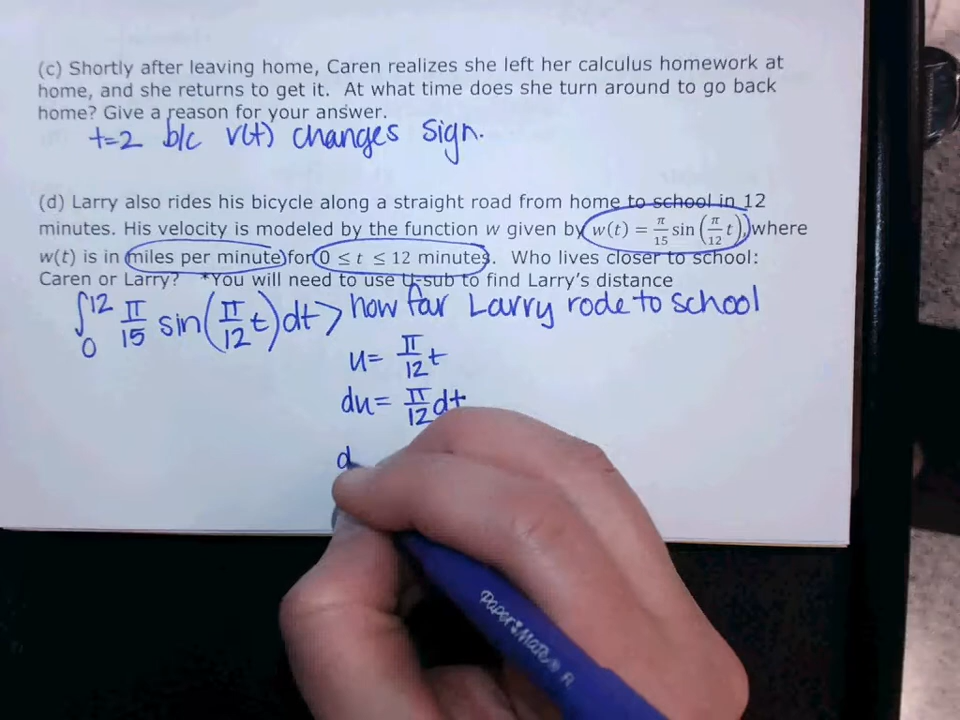 (c) Shortly after leaving home, Caren realizes she left her calculus homework at
home, and she returns to get it. At what time does she turn around to go back
home? Give a reason for your answer.
t=2 b/c v(t) changes sign.
(d) Larry also rides his bicycle along a straight road from home to school in 12
minutes. His velocity is modeled by the function w given by w(t) = π/15 sin(π/12 t), where
w(t) is in miles per minute for 0 ≤ t ≤ 12 minutes. Who lives closer to school:
Caren or Larry? *You will need to use U-sub to find Larry's distance
∫₀¹² π/15 sin(π/12 t)dt > how far Larry rode to school
u= π/12 t
du= π/12 dt
d
Paper:Mate® R